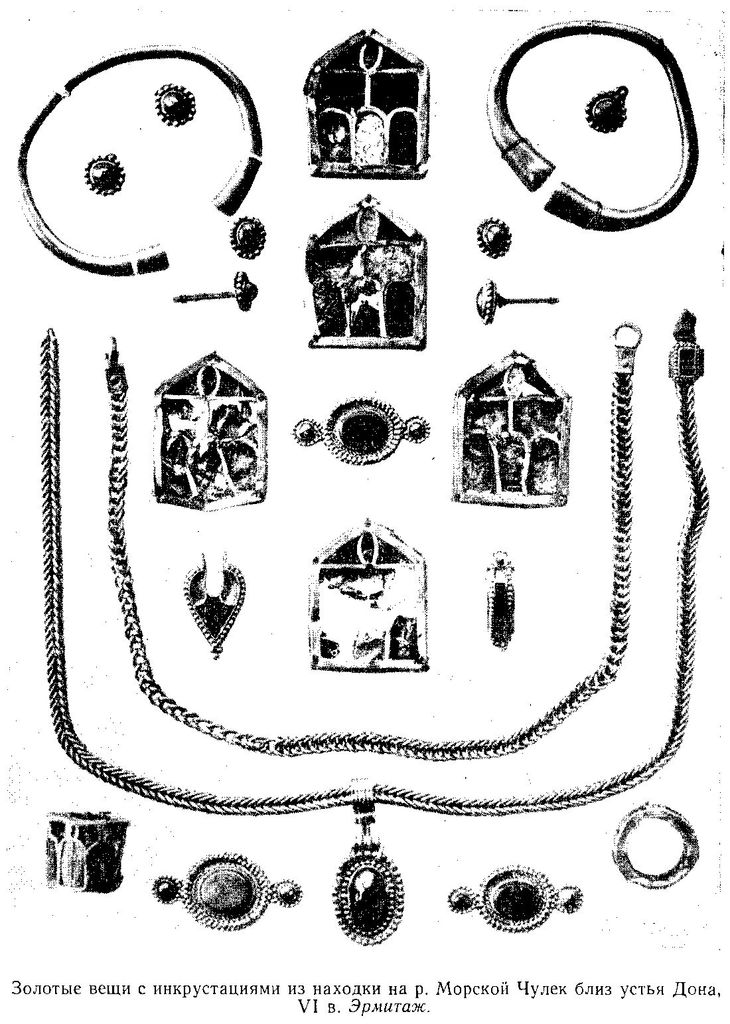 Золотые вещи с инкрустациями из находки на р. Морской Чулек близ устья Дона,
VI в. Эрмитаж.